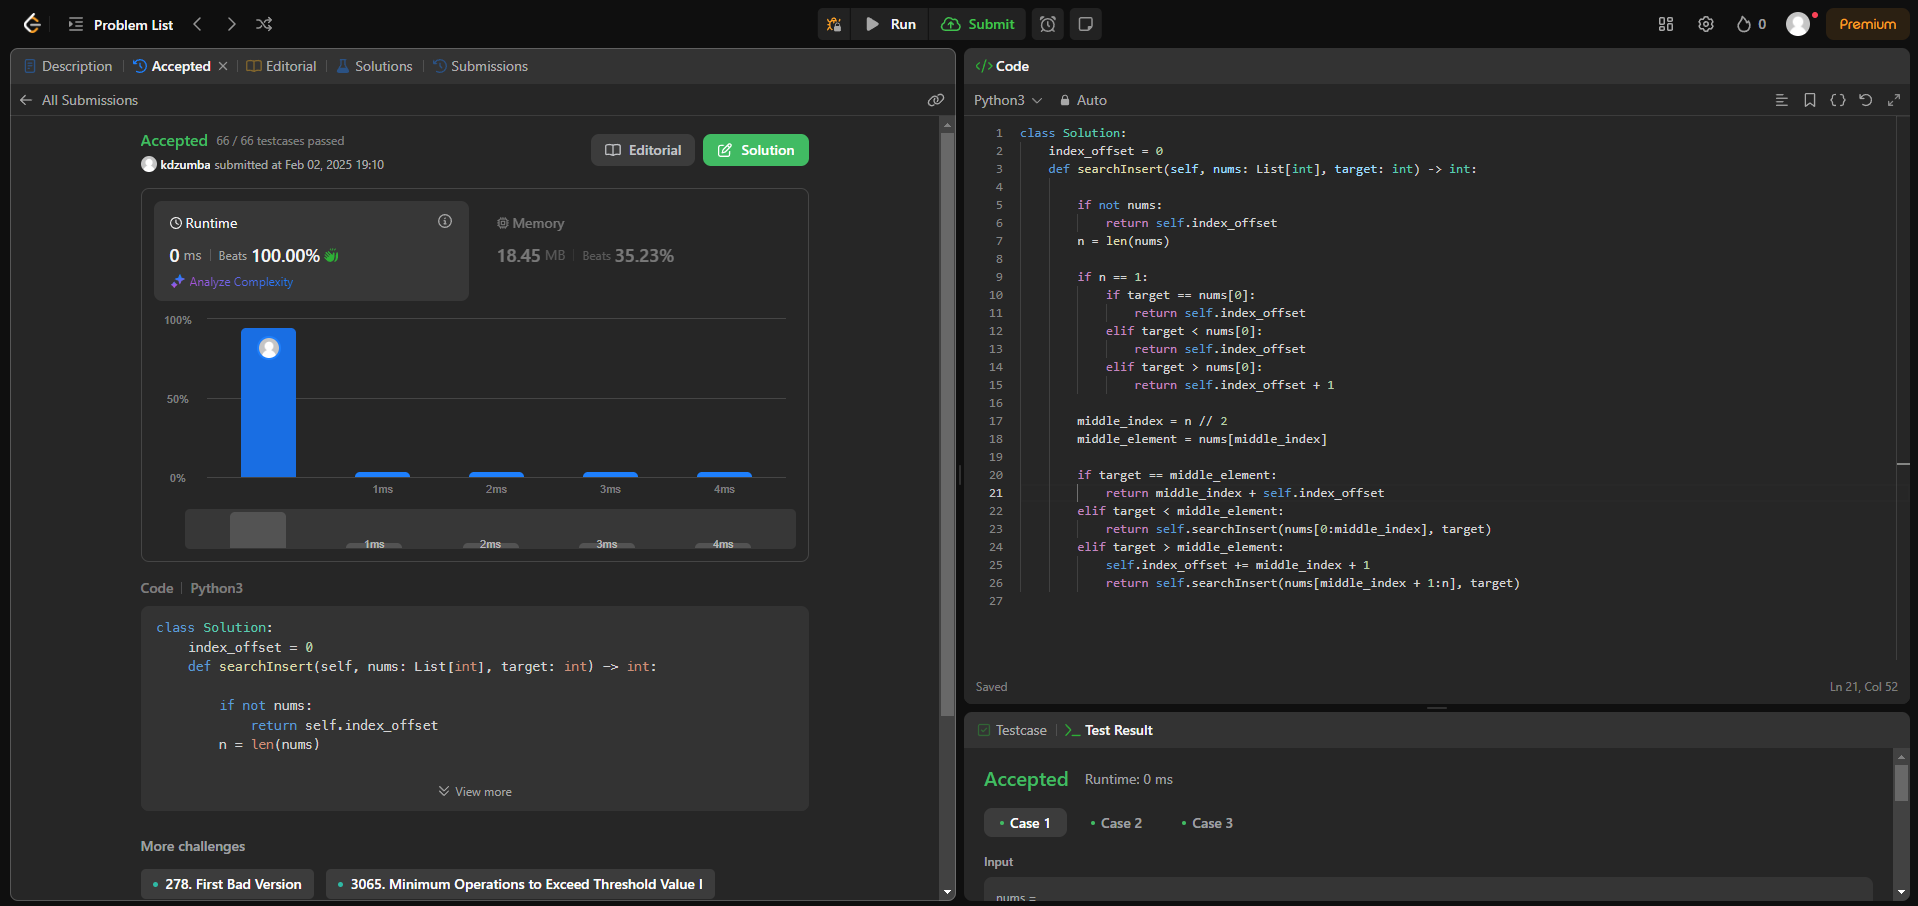 Problem List
Run
Submit
0
Premium
Description
Accepted
Editorial
Solutions
Submissions
All Submissions
Accepted 66 / 66 testcases passed
kdzumba submitted at Feb 02, 2025 19:10
Editorial
Solution
Runtime
0 ms | Beats 100.00%
Analyze Complexity
Memory
18.45 MB | Beats 35.23%
100%
50%
0%
1ms 2ms 3ms 4ms
1ms 2ms 3ms 4ms
Code | Python3
class Solution:
    index_offset = 0
    def searchInsert(self, nums: List[int], target: int) -> int:
        if not nums:
            return self.index_offset
        n = len(nums)
View more
More challenges
278. First Bad Version
3065. Minimum Operations to Exceed Threshold Value I
</> Code
Python3
Auto
1 class Solution:
2     index_offset = 0
3     def searchInsert(self, nums: List[int], target: int) -> int:
4
5         if not nums:
6             return self.index_offset
7         n = len(nums)
8
9         if n == 1:
10             if target == nums[0]:
11                 return self.index_offset
12             elif target < nums[0]:
13                 return self.index_offset
14             elif target > nums[0]:
15                 return self.index_offset + 1
16
17         middle_index = n // 2
18         middle_element = nums[middle_index]
19
20         if target == middle_element:
21             return middle_index + self.index_offset
22         elif target < middle_element:
23             return self.searchInsert(nums[0:middle_index], target)
24         elif target > middle_element:
25             self.index_offset += middle_index + 1
26             return self.searchInsert(nums[middle_index + 1:n], target)
27
Saved
Ln 21, Col 52
Testcase
Test Result
Accepted Runtime: 0 ms
Case 1
Case 2
Case 3
Input
nums =